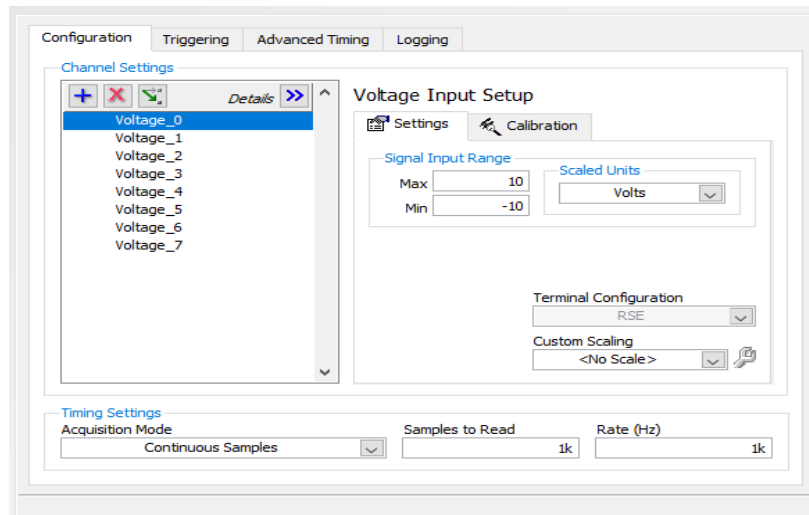 Configuration Triggering Advanced Timing Logging
Channel Settings
Details
Voltage_0
Voltage_1
Voltage_2
Voltage_3
Voltage_4
Voltage_5
Voltage_6
Voltage_7
Voltage Input Setup
Settings Calibration
Signal Input Range
Max 10
Min -10
Scaled Units
Volts
Terminal Configuration
RSE
Custom Scaling
<No Scale>
Timing Settings
Acquisition Mode Samples to Read Rate (Hz)
Continuous Samples 1k 1k